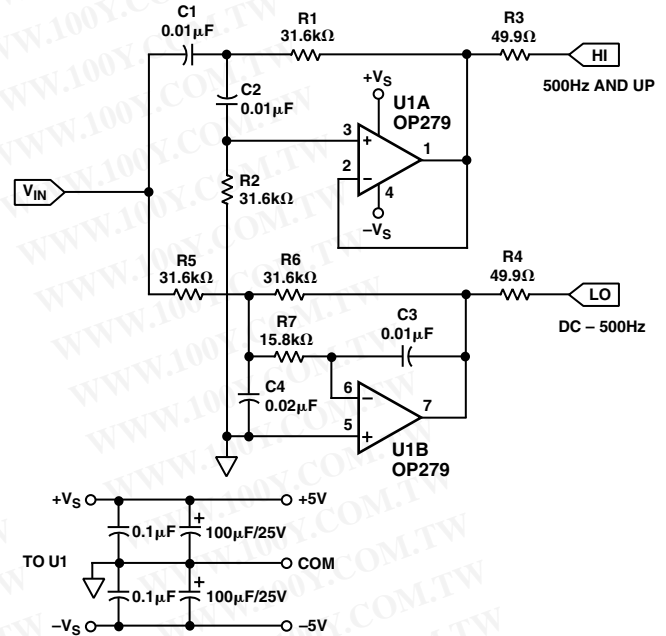 C1
0.01µF
R1
31.6kΩ
R3
49.9Ω
HI
500Hz AND UP
C2
0.01µF
+VS
U1A
OP279
3
+
1
2
−
4
−VS
R2
31.6kΩ
VIN
R5
31.6kΩ
R6
31.6kΩ
R4
49.9Ω
LO
DC – 500Hz
R7
15.8kΩ
C3
0.01µF
C4
0.02µF
6
−
7
5
+
U1B
OP279
+VS
+5V
0.1µF
+
100µF/25V
TO U1
COM
0.1µF
+
100µF/25V
−VS
−5V
WWW.100Y.COM.TW